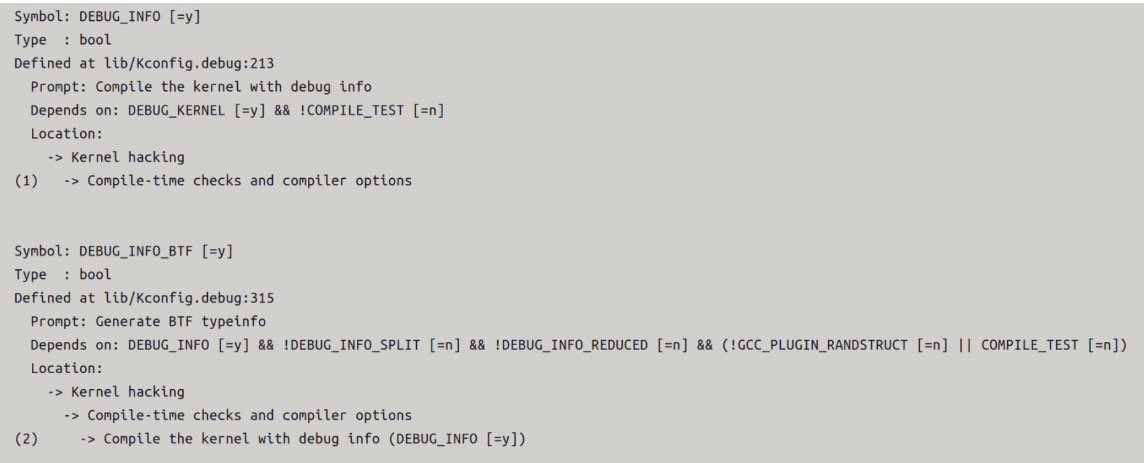 Symbol: DEBUG_INFO [=y]
Type  : bool
Defined at lib/Kconfig.debug:213
  Prompt: Compile the kernel with debug info
  Depends on: DEBUG_KERNEL [=y] && !COMPILE_TEST [=n]
  Location:
    -> Kernel hacking
(1)   -> Compile-time checks and compiler options
Symbol: DEBUG_INFO_BTF [=y]
Type  : bool
Defined at lib/Kconfig.debug:315
  Prompt: Generate BTF typeinfo
  Depends on: DEBUG_INFO [=y] && !DEBUG_INFO_SPLIT [=n] && !DEBUG_INFO_REDUCED [=n] && (!GCC_PLUGIN_RANDSTRUCT [=n] || COMPILE_TEST [=n])
  Location:
    -> Kernel hacking
      -> Compile-time checks and compiler options
(2)     -> Compile the kernel with debug info (DEBUG_INFO [=y])